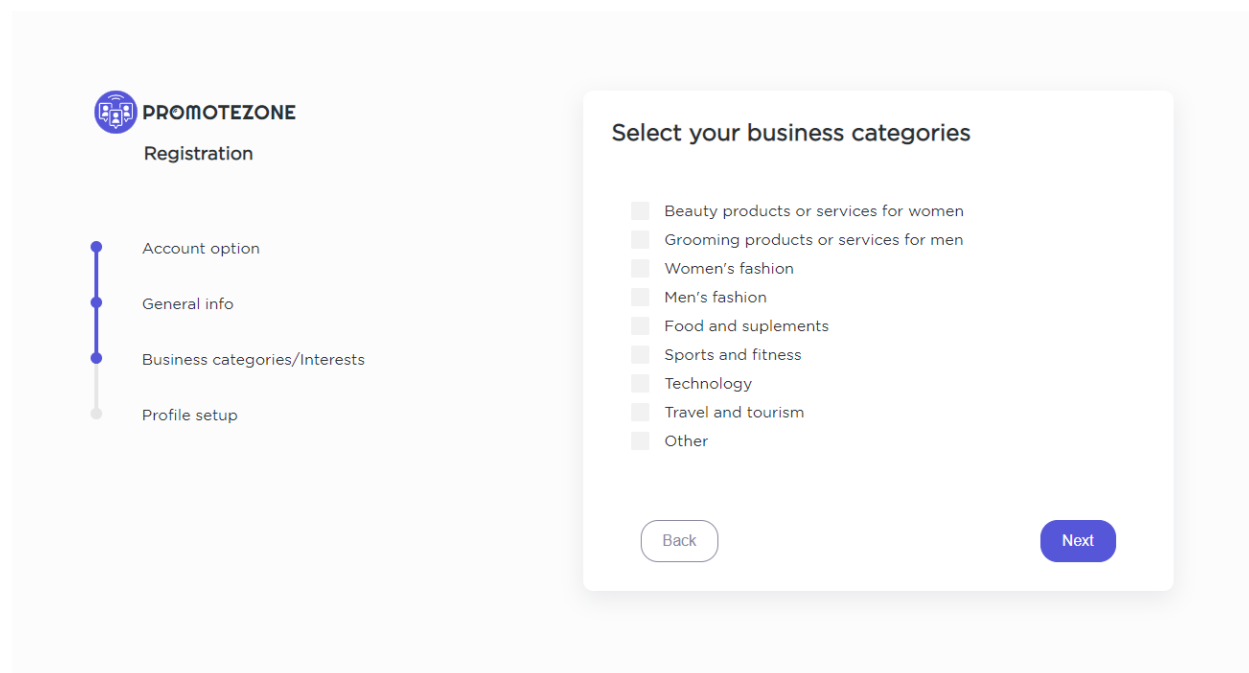 PROMOTEZONE
Registration
Account option
General info
Business categories/Interests
Profile setup
Select your business categories
Beauty products or services for women
Grooming products or services for men
Women's fashion
Men's fashion
Food and suplements
Sports and fitness
Technology
Travel and tourism
Other
Back
Next